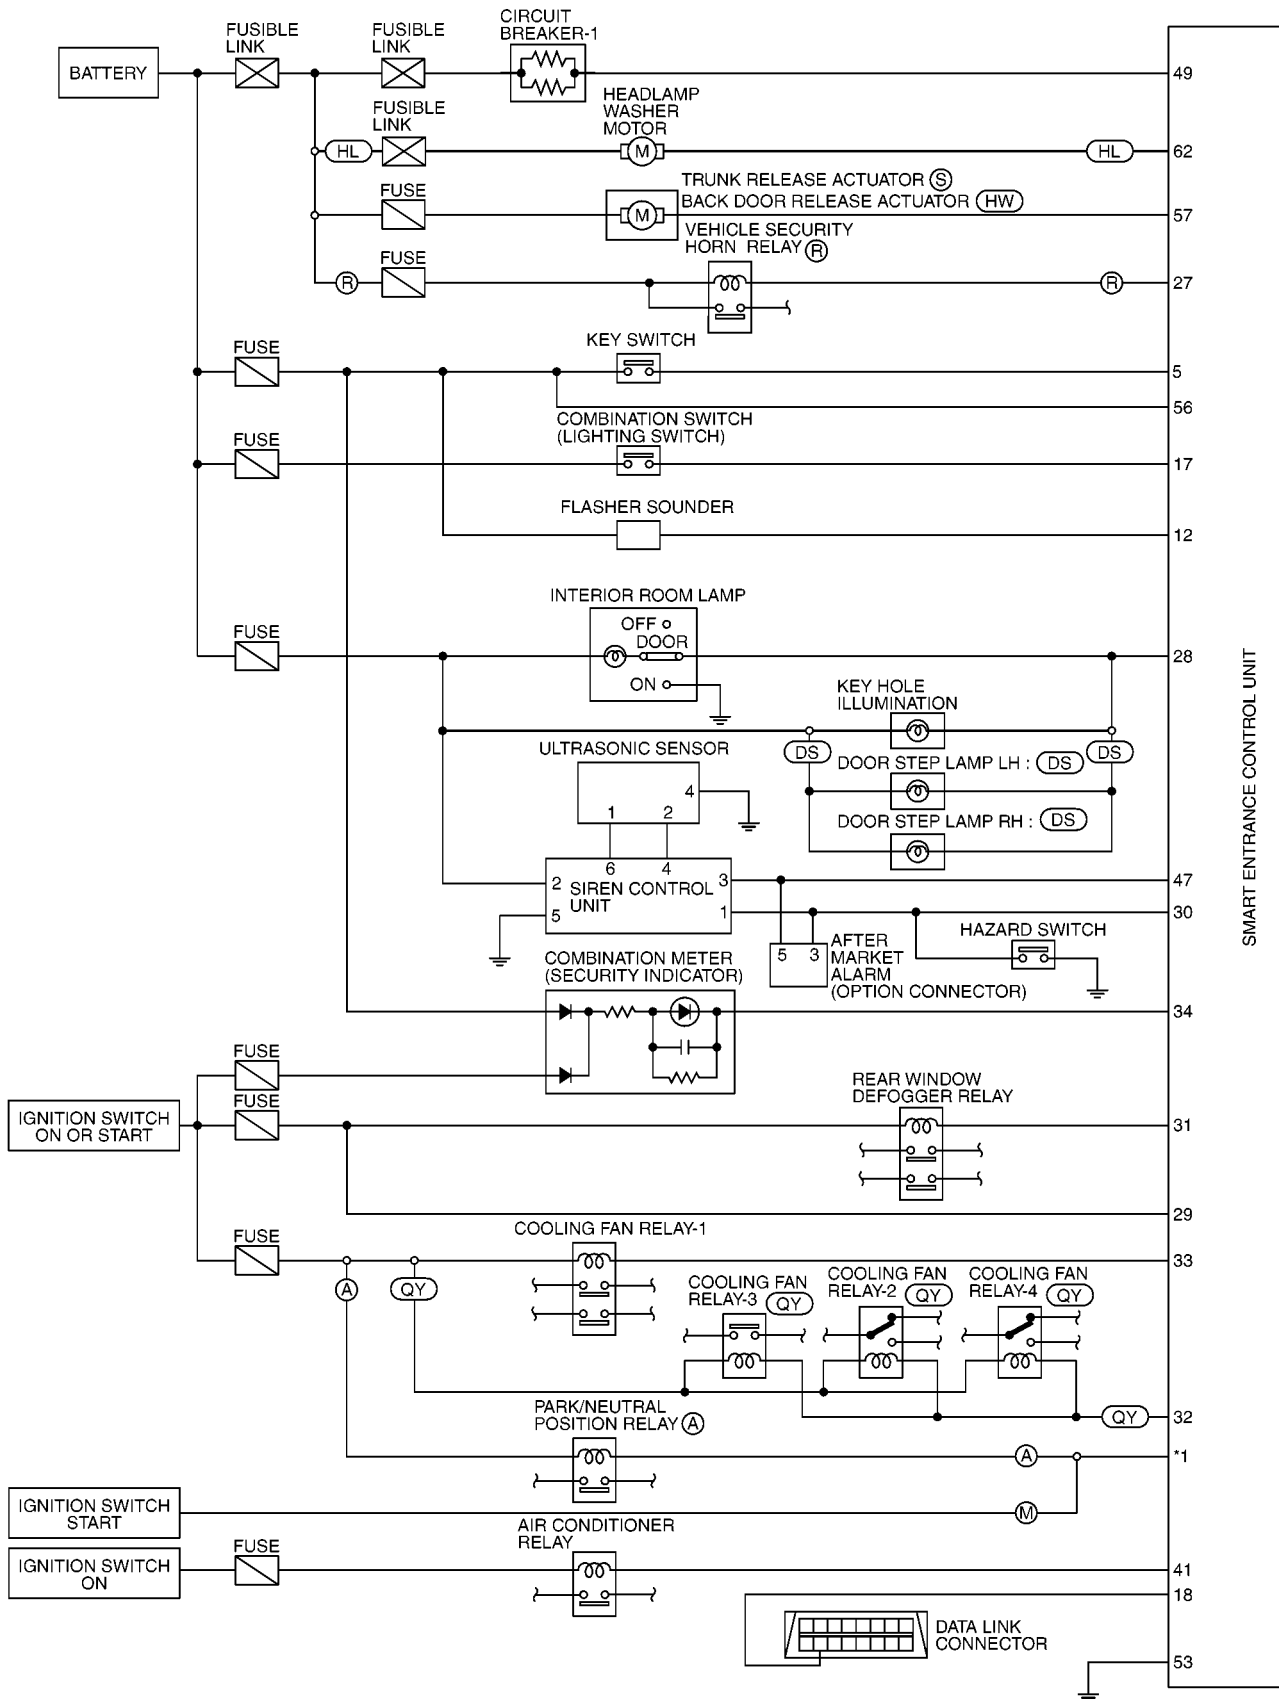 CIRCUIT
BREAKER-1
FUSIBLE
LINK
FUSIBLE
LINK
BATTERY
49
FUSIBLE
LINK
HEADLAMP
WASHER
MOTOR
HL
M
HL
62
TRUNK RELEASE ACTUATOR S
FUSE
BACK DOOR RELEASE ACTUATOR HW
M
57
VEHICLE SECURITY
HORN RELAY R
FUSE
R
R
27
FUSE
KEY SWITCH
5
56
COMBINATION SWITCH
(LIGHTING SWITCH)
FUSE
17
FLASHER SOUNDER
12
INTERIOR ROOM LAMP
FUSE
OFF
DOOR
ON
28
KEY HOLE
ILLUMINATION
DS
DS
DOOR STEP LAMP LH : DS
DOOR STEP LAMP RH : DS
ULTRASONIC SENSOR
4
1 2
6 4
2 SIREN CONTROL 3
UNIT
5 1
47
30
5 3
AFTER
MARKET
ALARM
(OPTION CONNECTOR)
HAZARD SWITCH
COMBINATION METER
(SECURITY INDICATOR)
34
FUSE
FUSE
IGNITION SWITCH
ON OR START
REAR WINDOW
DEFOGGER RELAY
31
29
FUSE
COOLING FAN RELAY-1
33
A
QY
COOLING FAN
RELAY-3 QY
COOLING FAN
RELAY-2 QY
COOLING FAN
RELAY-4 QY
QY
32
PARK/NEUTRAL
POSITION RELAY A
A
*1
IGNITION SWITCH
START
M
AIR CONDITIONER
RELAY
FUSE
IGNITION SWITCH
ON
41
18
DATA LINK
CONNECTOR
53
SMART ENTRANCE CONTROL UNIT